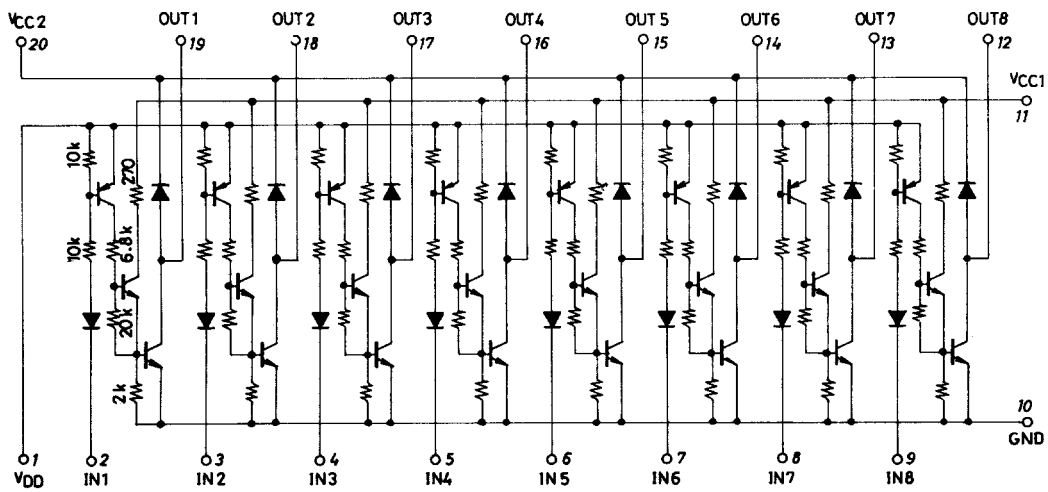 VCC2 OUT1 OUT2 OUT3 OUT4 OUT5 OUT6 OUT7 OUT8
20 19 18 17 16 15 14 13 12
VCC1
11
10k 270
10k 6.8k
20k
2k
10
GND
1 2 3 4 5 6 7 8 9
VDD IN1 IN2 IN3 IN4 IN5 IN6 IN7 IN8